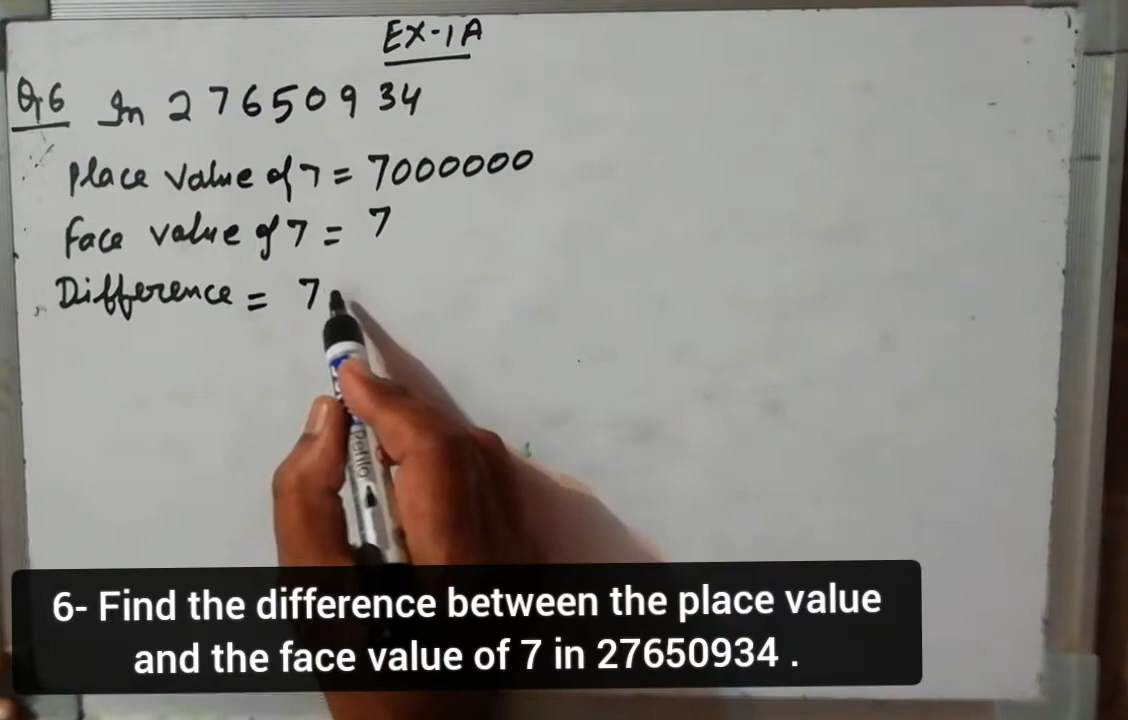 EX-1A
Q6 In 27650934
Place value of 7 = 7000000
Face value of 7 = 7
Difference = 7
6- Find the difference between the place value
and the face value of 7 in 27650934 .